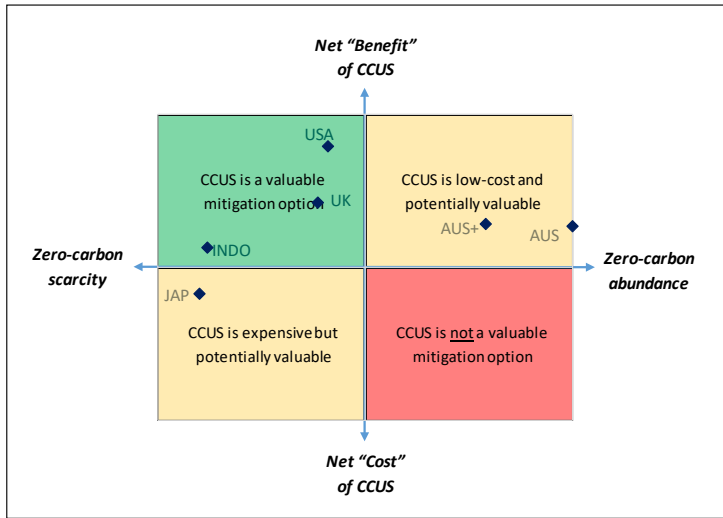 Net “Benefit”
of CCUS
USA
CCUS is a valuable
mitigation option
UK
CCUS is low-cost and
potentially valuable
AUS+
AUS
INDO
Zero-carbon
scarcity
Zero-carbon
abundance
JAP
CCUS is expensive but
potentially valuable
CCUS is not a valuable
mitigation option
Net “Cost”
of CCUS